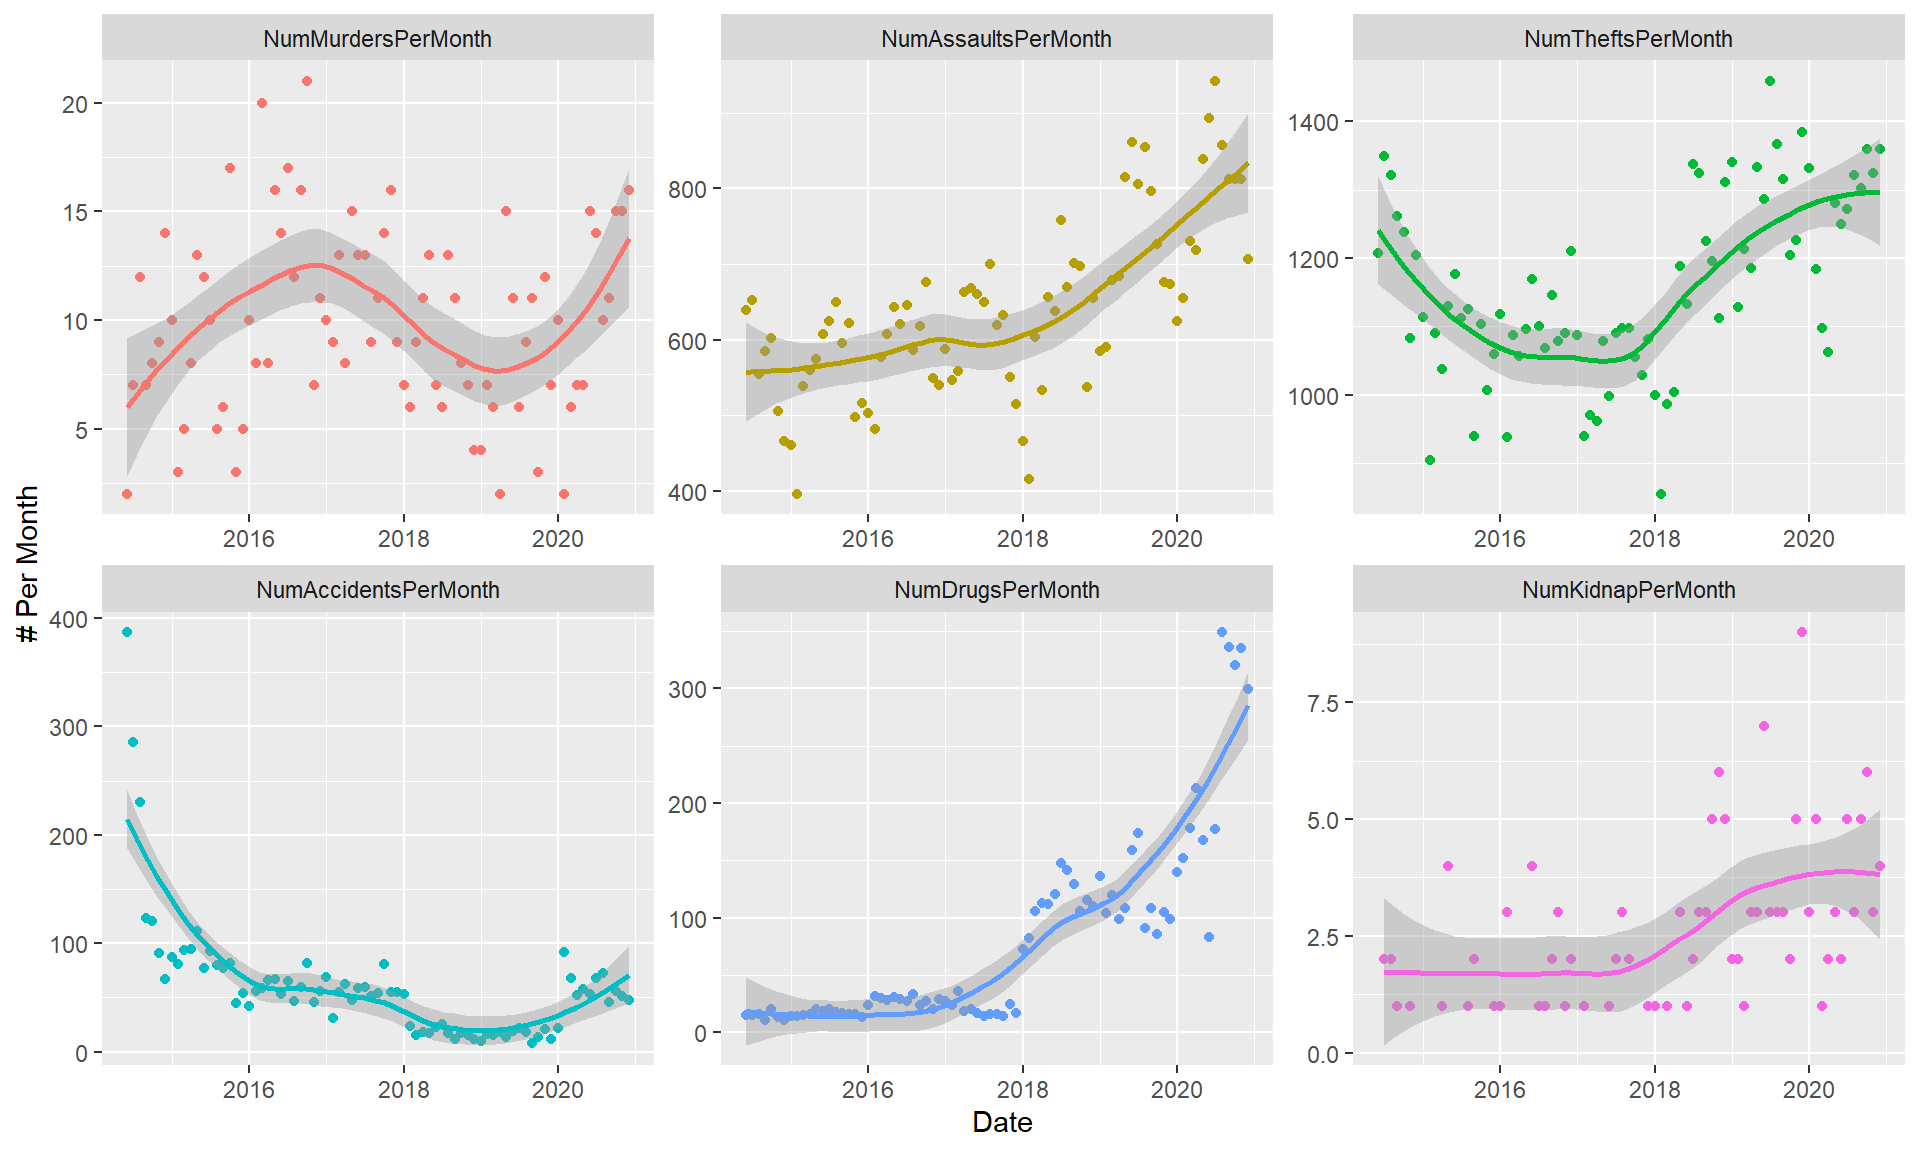 NumMurdersPerMonth
NumAssaultsPerMonth
NumTheftsPerMonth
20
15
10
5
800
600
400
1400
1200
1000
2016 2018 2020
2016 2018 2020
2016 2018 2020
# Per Month
NumAccidentsPerMonth
NumDrugsPerMonth
NumKidnapPerMonth
400
300
200
100
0
300
200
100
0
7.5
5.0
2.5
0.0
2016 2018 2020
2016 2018 2020
2016 2018 2020
Date